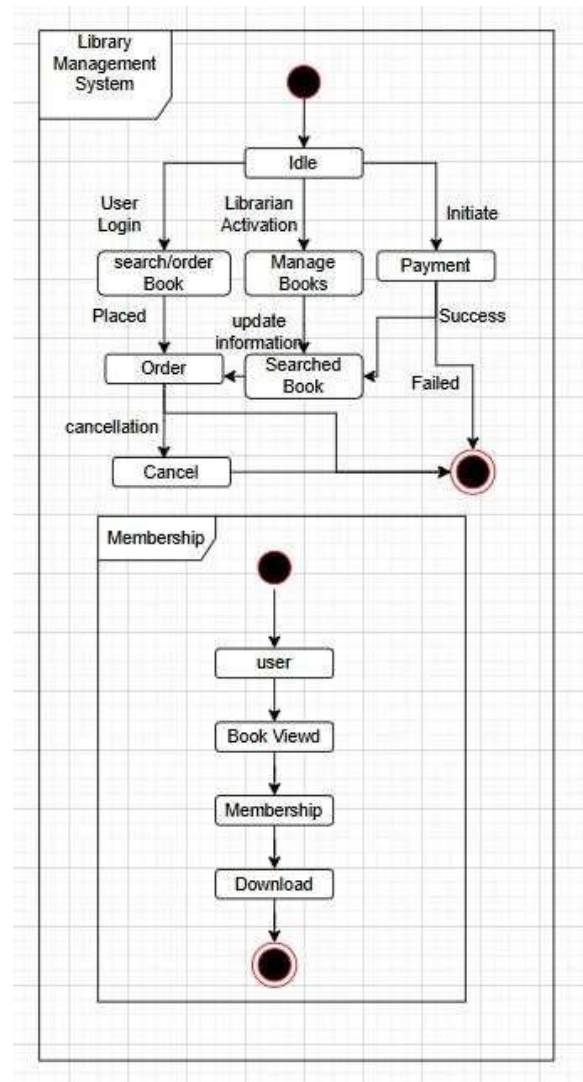 Library
Management
System
Idle
User
Login
Librarian
Activation
Initiate
search/order
Book
Manage
Books
Payment
Placed
update
information
Success
Order
Searched
Book
Failed
cancellation
Cancel
Membership
user
Book Viewd
Membership
Download